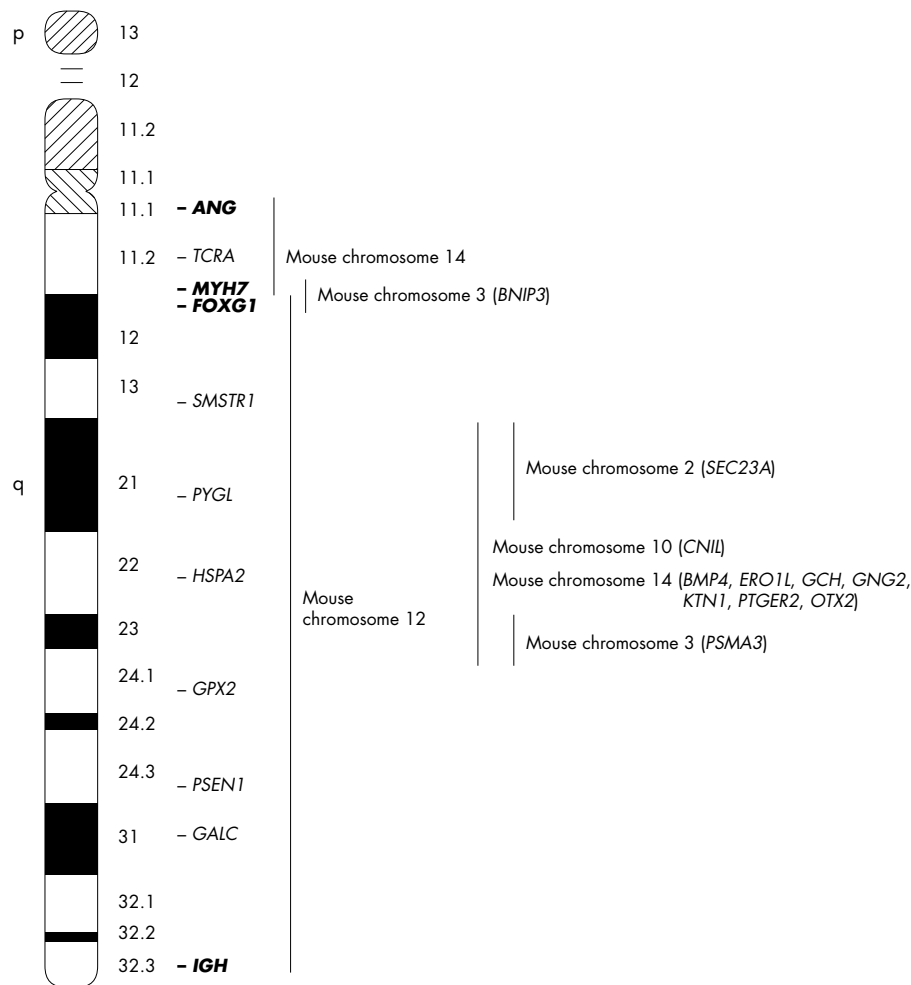 p
13
12
11.2
11.1
11.1 – ANG
11.2 – TCRA Mouse chromosome 14
– MYH7
Mouse chromosome 3 (BNIP3)
– FOXG1
12
13
– SMSTR1
Mouse chromosome 2 (SEC23A)
q
21
– PYGL
Mouse chromosome 10 (CNIL)
22
– HSPA2
Mouse chromosome 14 (BMP4, ERO1L, GCH, GNG2,
KTN1, PTGER2, OTX2)
Mouse
chromosome 12
23
Mouse chromosome 3 (PSMA3)
24.1
– GPX2
24.2
24.3
– PSEN1
31 – GALC
32.1
32.2
32.3 – IGH